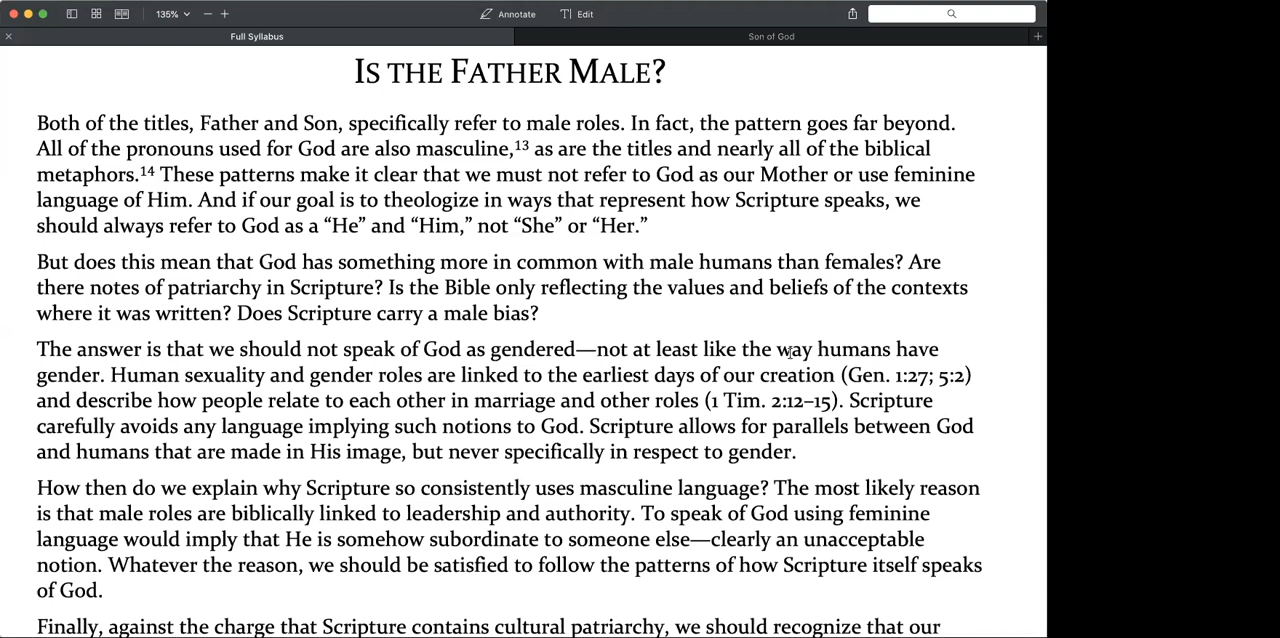 135%
Annotate
Edit
Full Syllabus
Son of God
IS THE FATHER MALE?
Both of the titles, Father and Son, specifically refer to male roles. In fact, the pattern goes far beyond.
All of the pronouns used for God are also masculine,¹³ as are the titles and nearly all of the biblical
metaphors.¹⁴ These patterns make it clear that we must not refer to God as our Mother or use feminine
language of Him. And if our goal is to theologize in ways that represent how Scripture speaks, we
should always refer to God as a “He” and “Him,” not “She” or “Her.”
But does this mean that God has something more in common with male humans than females? Are
there notes of patriarchy in Scripture? Is the Bible only reflecting the values and beliefs of the contexts
where it was written? Does Scripture carry a male bias?
The answer is that we should not speak of God as gendered—not at least like the way humans have
gender. Human sexuality and gender roles are linked to the earliest days of our creation (Gen. 1:27; 5:2)
and describe how people relate to each other in marriage and other roles (1 Tim. 2:12–15). Scripture
carefully avoids any language implying such notions to God. Scripture allows for parallels between God
and humans that are made in His image, but never specifically in respect to gender.
How then do we explain why Scripture so consistently uses masculine language? The most likely reason
is that male roles are biblically linked to leadership and authority. To speak of God using feminine
language would imply that He is somehow subordinate to someone else—clearly an unacceptable
notion. Whatever the reason, we should be satisfied to follow the patterns of how Scripture itself speaks
of God.
Finally, against the charge that Scripture contains cultural patriarchy, we should recognize that our